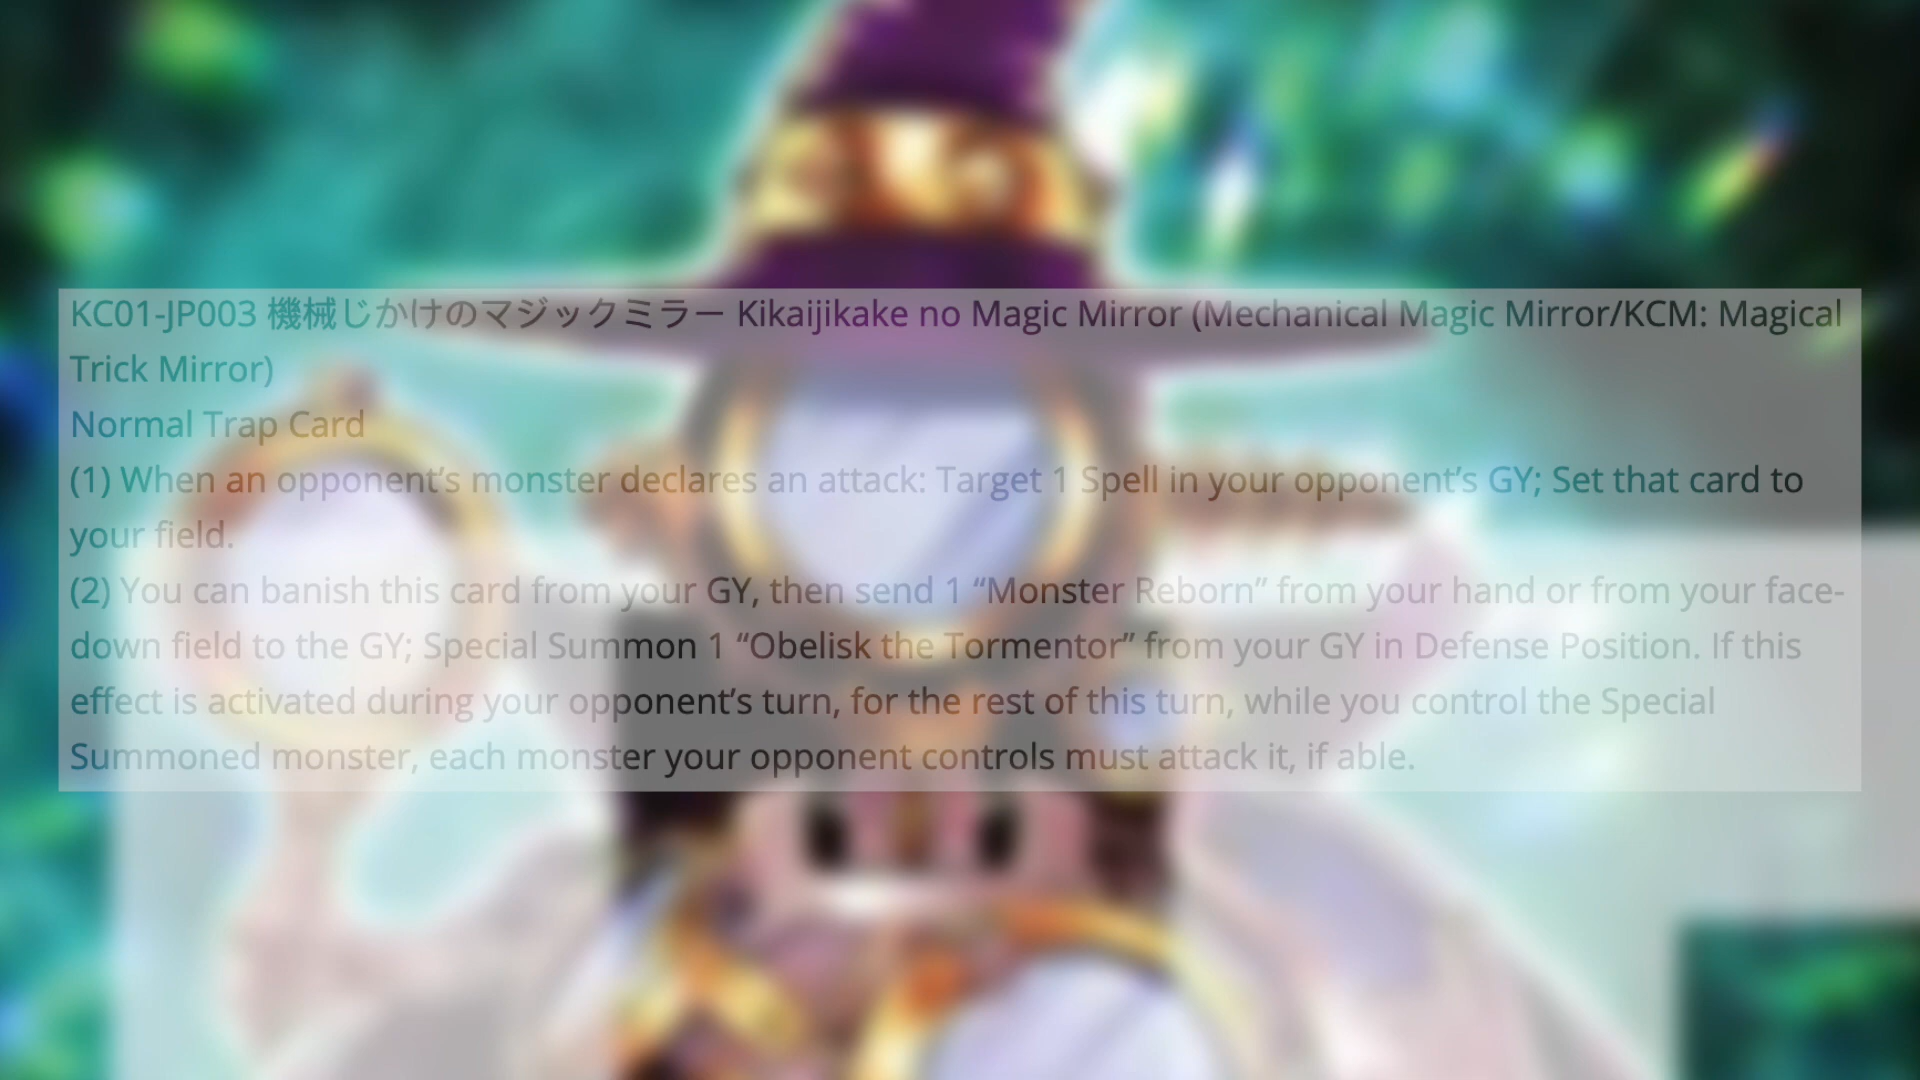 KC01-JP003 機械じかけのマジックミラー Kikaijikake no Magic Mirror (Mechanical Magic Mirror/KCM: Magical
Trick Mirror)
Normal Trap Card
(1) When an opponent’s monster declares an attack: Target 1 Spell in your opponent’s GY; Set that card to
your field.
(2) You can banish this card from your GY, then send 1 “Monster Reborn” from your hand or from your face-
down field to the GY; Special Summon 1 “Obelisk the Tormentor” from your GY in Defense Position. If this
effect is activated during your opponent’s turn, for the rest of this turn, while you control the Special
Summoned monster, each monster your opponent controls must attack it, if able.